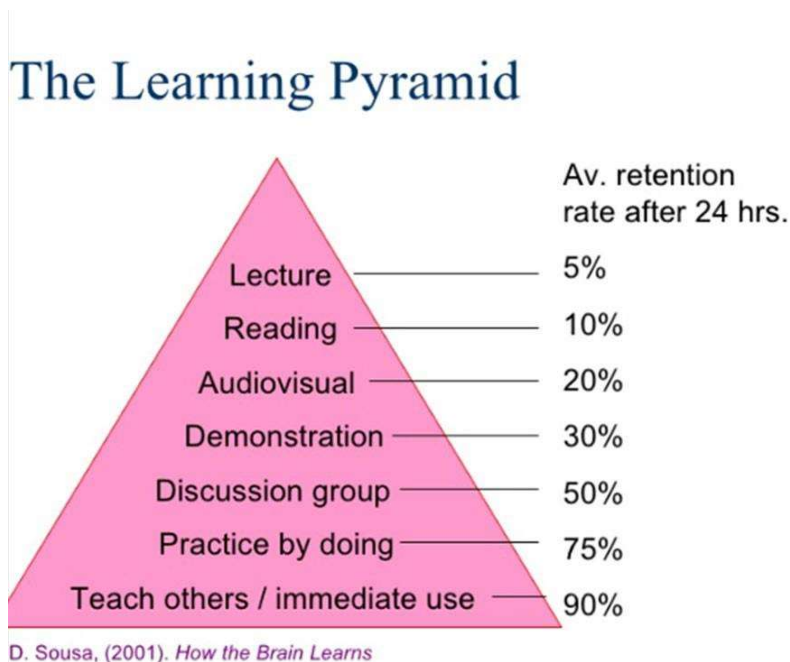 The Learning Pyramid
Av. retention
rate after 24 hrs.
Lecture 5%
Reading 10%
Audiovisual 20%
Demonstration 30%
Discussion group 50%
Practice by doing 75%
Teach others / immediate use 90%
D. Sousa, (2001). How the Brain Learns